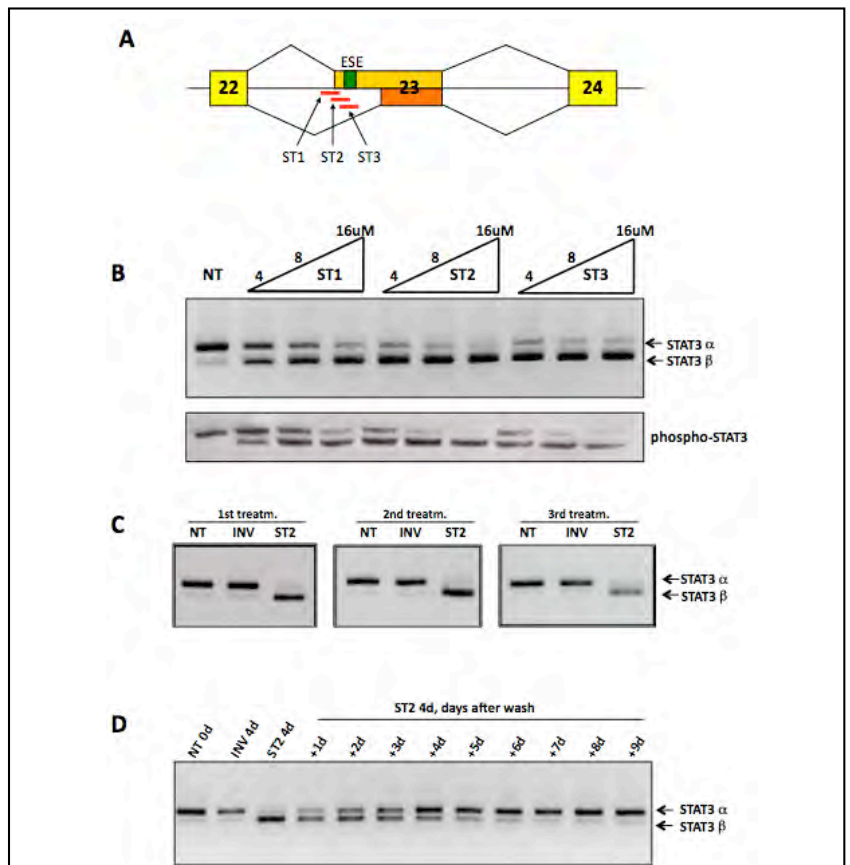 A
ESE
22
23
24
ST1 ST2 ST3
16uM 16uM 16uM
8 8 8
B NT 4 ST1 4 ST2 4 ST3
STAT3 α
STAT3 β
phospho-STAT3
1st treatm. 2nd treatm. 3rd treatm.
C NT INV ST2 NT INV ST2 NT INV ST2
STAT3 α
STAT3 β
ST2 4d, days after wash
D NT 0d INV 4d ST2 4d +1d +2d +3d +4d +5d +6d +7d +8d +9d
STAT3 α
STAT3 β